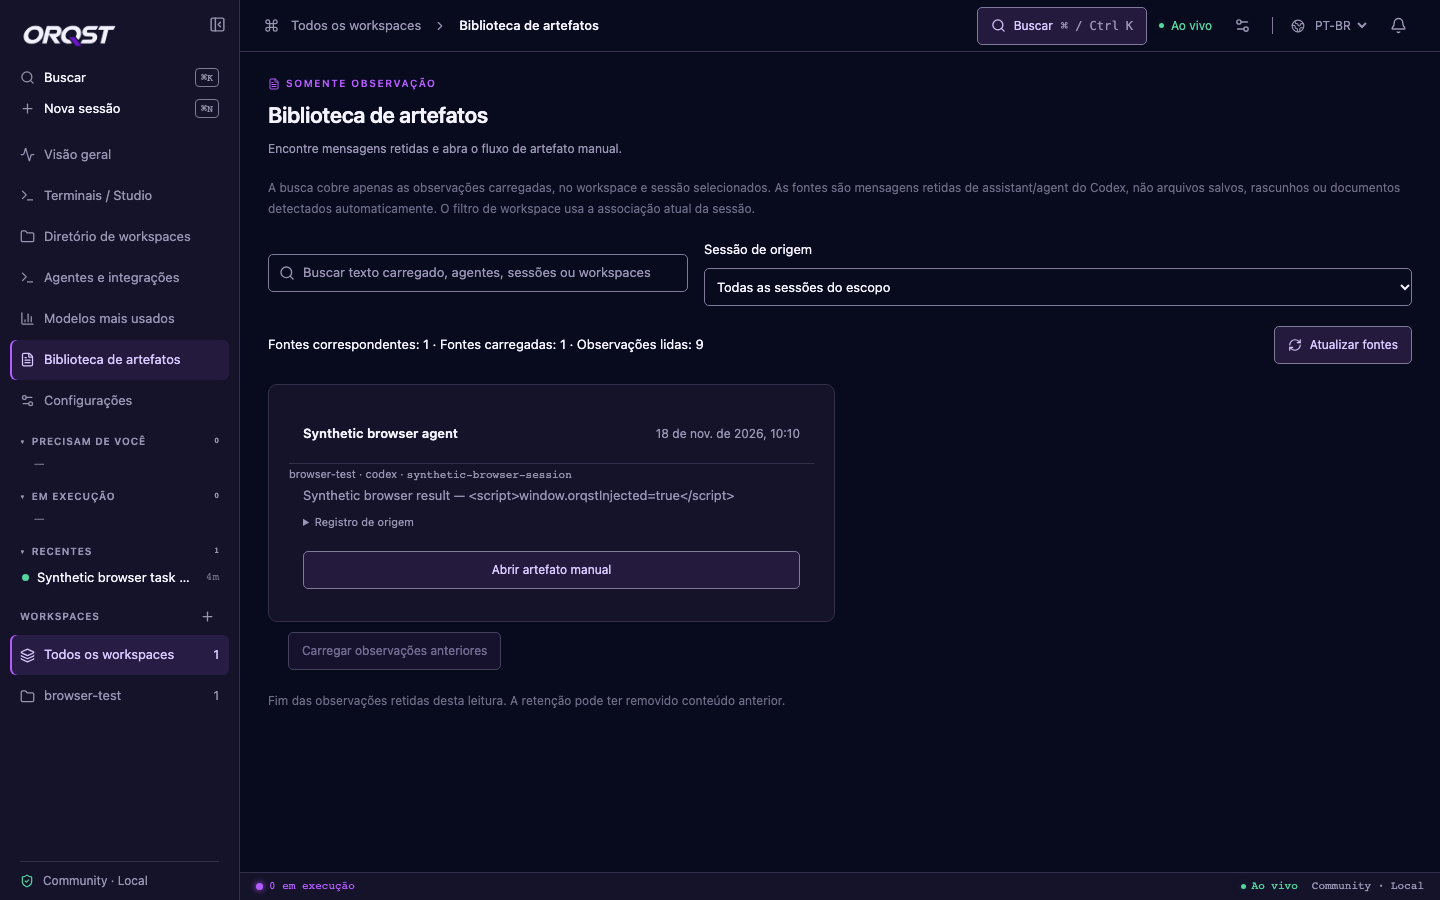 ORQST
Buscar ⌘K
Nova sessão ⌘N
Visão geral
Terminais / Studio
Diretório de workspaces
Agentes e integrações
Modelos mais usados
Biblioteca de artefatos
Configurações
PRECISAM DE VOCÊ 0
—
EM EXECUÇÃO 0
—
RECENTES 1
Synthetic browser task ... 4m
WORKSPACES +
Todos os workspaces 1
browser-test 1
Community · Local
⌘ Todos os workspaces > Biblioteca de artefatos
Buscar ⌘ / Ctrl K
Ao vivo
PT-BR
SOMENTE OBSERVAÇÃO
Biblioteca de artefatos
Encontre mensagens retidas e abra o fluxo de artefato manual.
A busca cobre apenas as observações carregadas, no workspace e sessão selecionados. As fontes são mensagens retidas de assistant/agent do Codex, não arquivos salvos, rascunhos ou documentos
detectados automaticamente. O filtro de workspace usa a associação atual da sessão.
Buscar texto carregado, agentes, sessões ou workspaces
Sessão de origem
Todas as sessões do escopo
Fontes correspondentes: 1 · Fontes carregadas: 1 · Observações lidas: 9
Atualizar fontes
Synthetic browser agent 18 de nov. de 2026, 10:10
browser-test · codex · synthetic-browser-session
Synthetic browser result — <script>window.orqstInjected=true</script>
Registro de origem
Abrir artefato manual
Carregar observações anteriores
Fim das observações retidas desta leitura. A retenção pode ter removido conteúdo anterior.
0 em execução
Ao vivo Community · Local